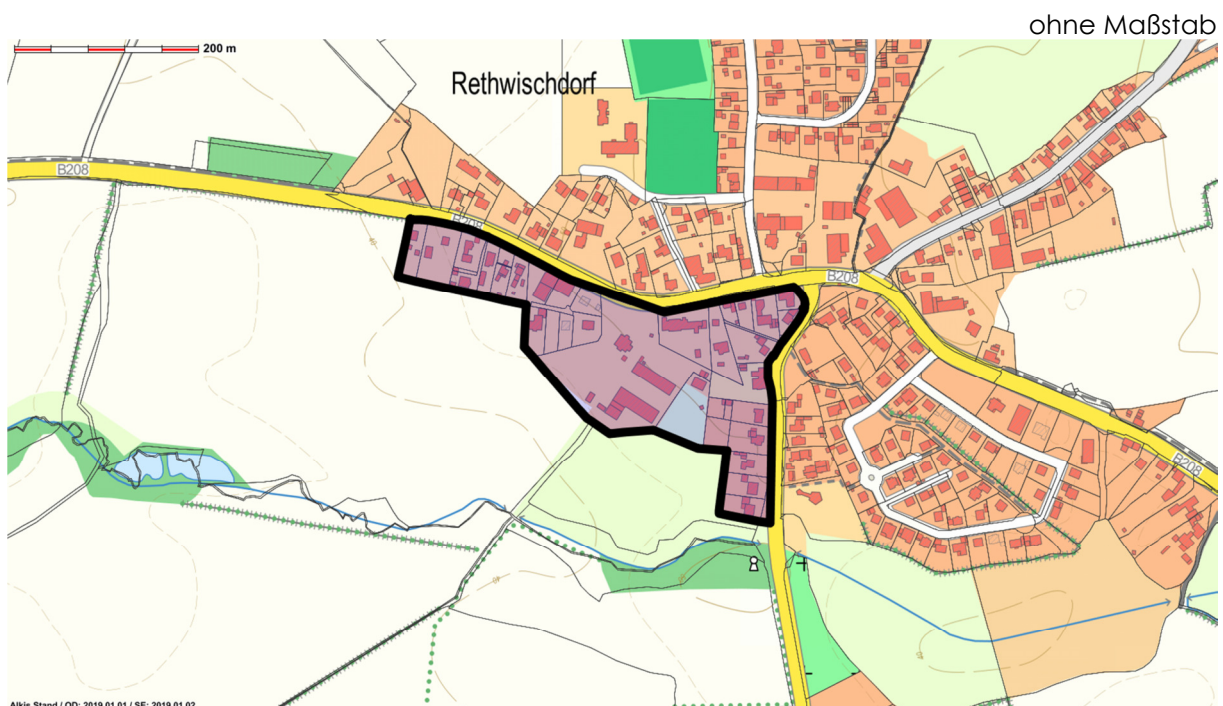 ohne Maßstab
200 m
Rethwischdorf
B208
B208
B208
B208
Alkis Stand / OD: 2019.01.01 / SE: 2019.01.02